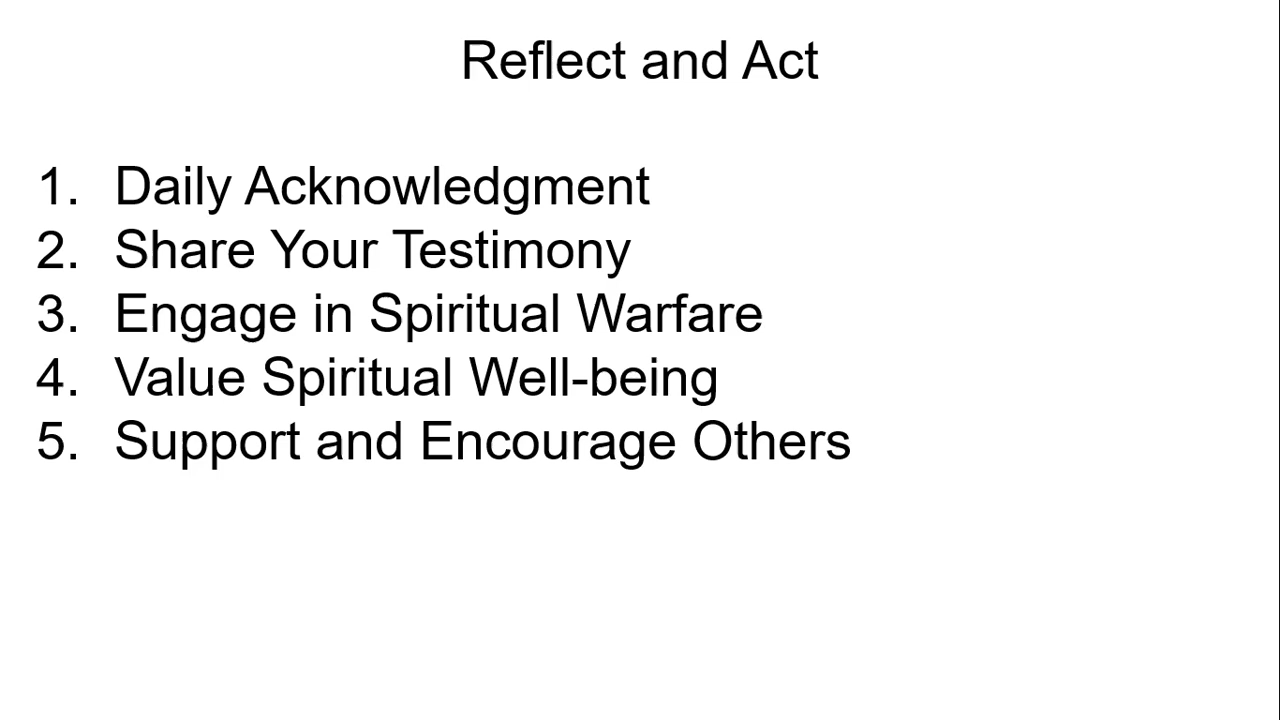 Reflect and Act
1. Daily Acknowledgment
2. Share Your Testimony
3. Engage in Spiritual Warfare
4. Value Spiritual Well-being
5. Support and Encourage Others